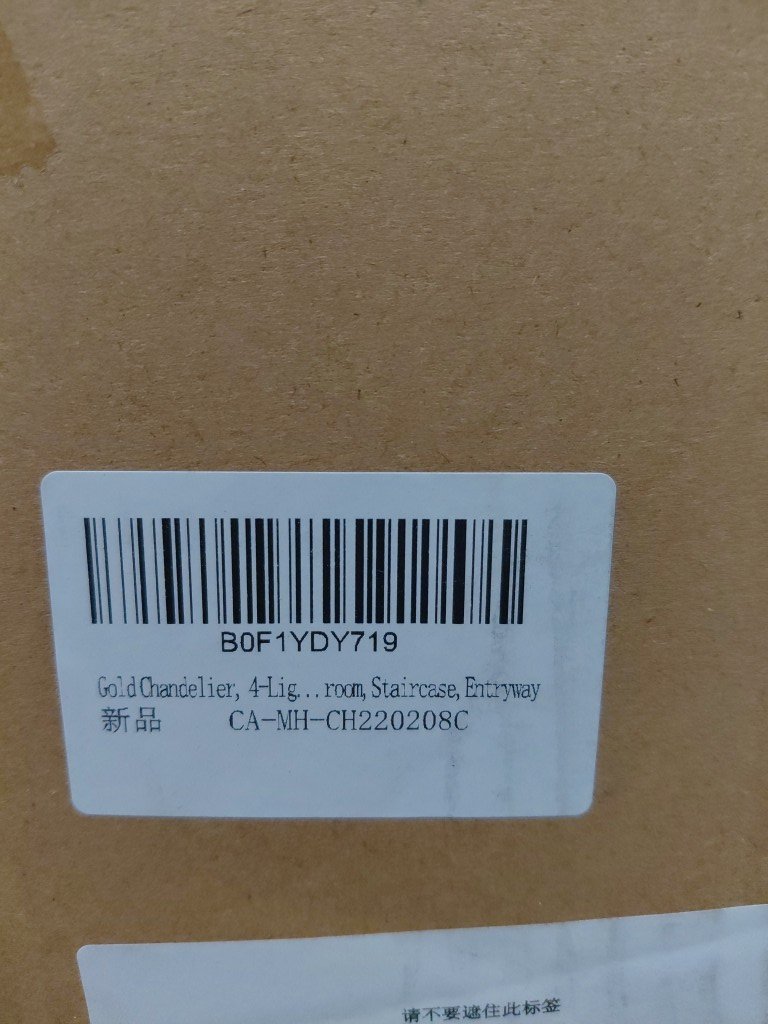 B0F1YDY719
Gold Chandelier, 4-Lig...room, Staircase, Entryway
新品 CA-MH-CH220208C
请不要遮住此标签